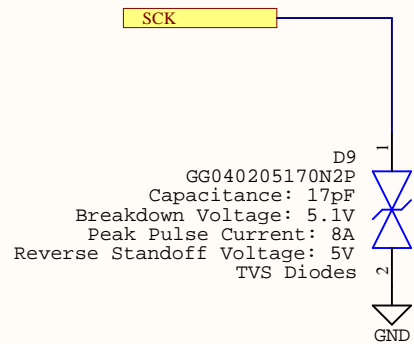 SCK
1
D9
GG040205170N2P
Capacitance: 17pF
Breakdown Voltage: 5.1V
Peak Pulse Current: 8A
Reverse Standoff Voltage: 5V
TVS Diodes
2
GND